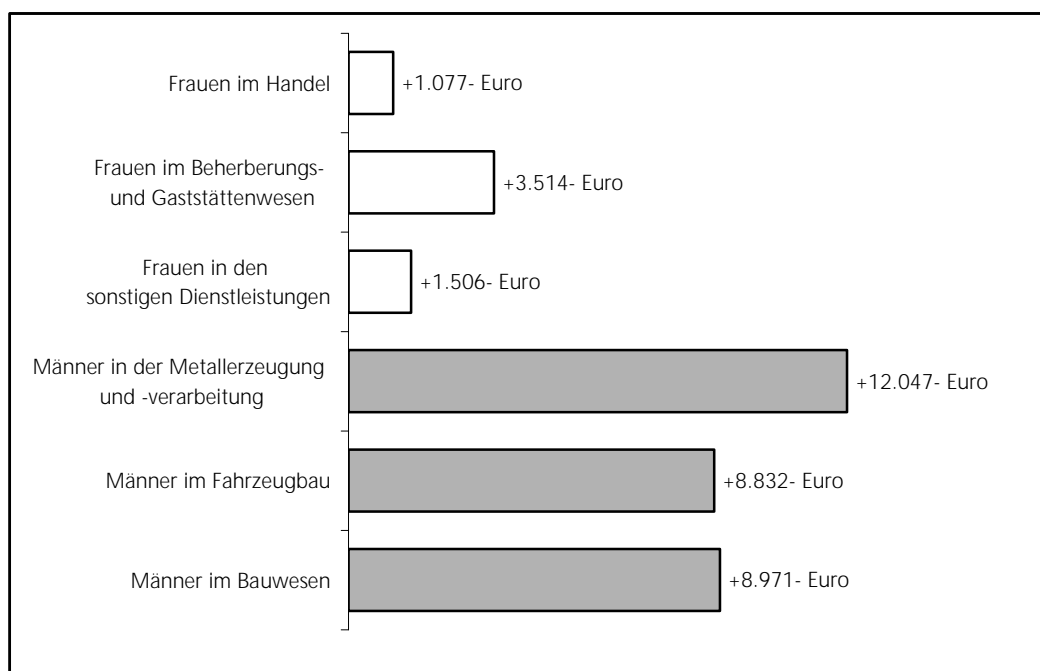 Frauen im Handel
+1.077- Euro
Frauen im Beherberungs-
und Gaststättenwesen
+3.514- Euro
Frauen in den
sonstigen Dienstleistungen
+1.506- Euro
Männer in der Metallerzeugung
und -verarbeitung
+12.047- Euro
Männer im Fahrzeugbau
+8.832- Euro
Männer im Bauwesen
+8.971- Euro